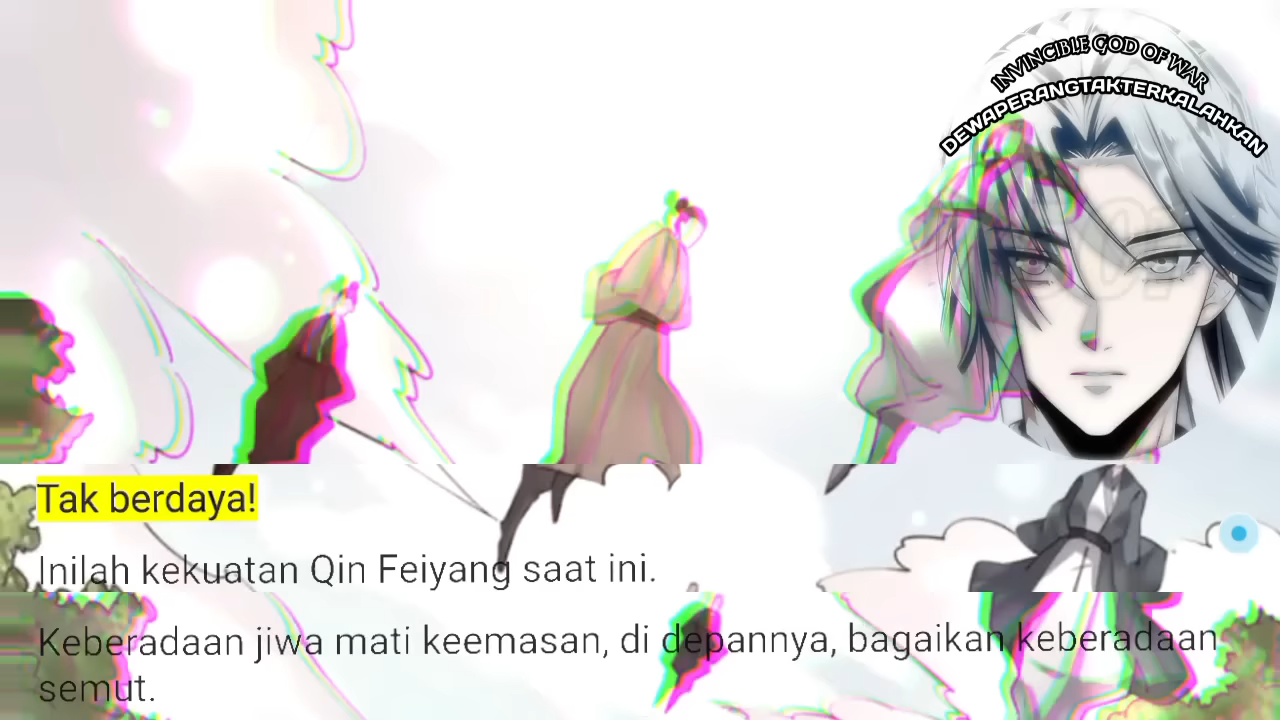 INVINCIBLE GOD OF WAR
DEWAPERANGTAKTERKALAHKAN
Tak berdaya!
Inilah kekuatan Qin Feiyang saat ini.
Keberadaan jiwa mati keemasan, di depannya, bagaikan keberadaan
semut.